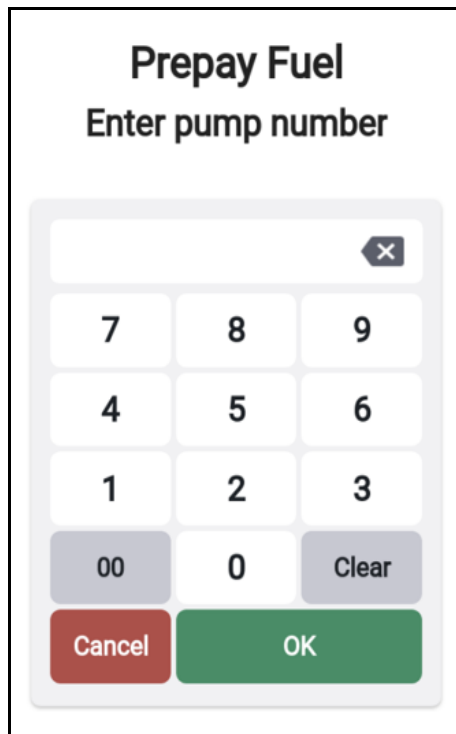 Prepay Fuel
Enter pump number
7 8 9
4 5 6
1 2 3
00 0 Clear
Cancel OK